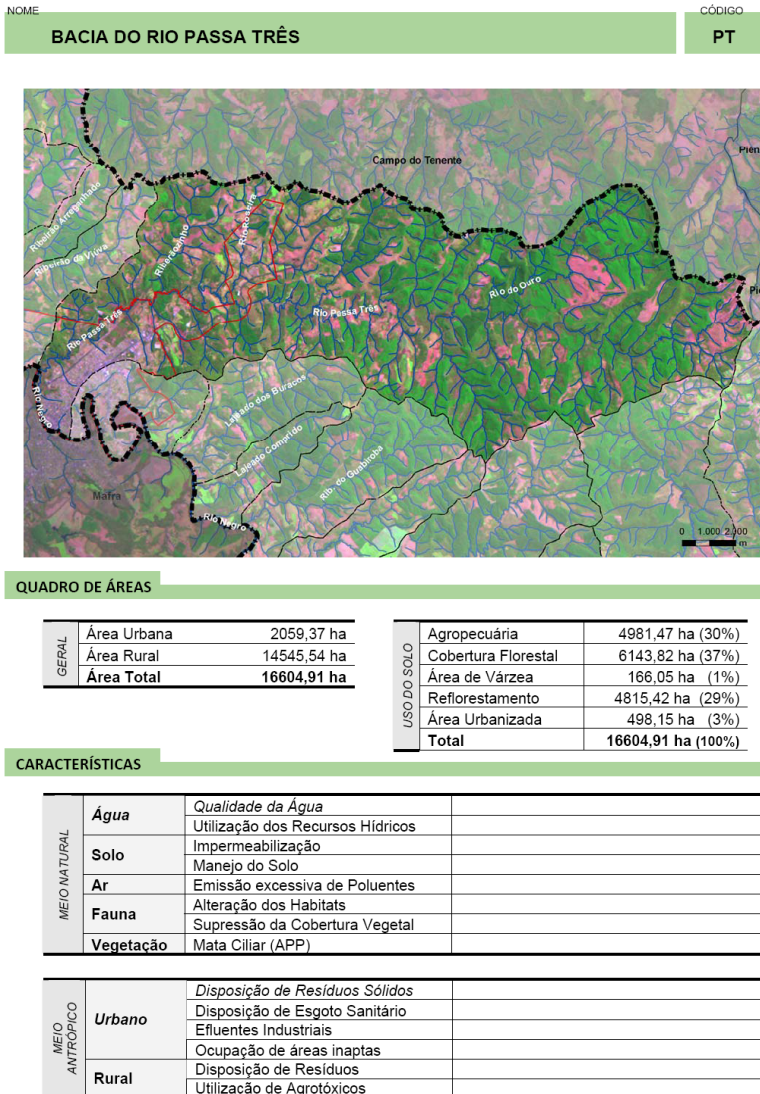 NOME
CÓDIGO
BACIA DO RIO PASSA TRÊS
PT
Campo do Tenente
Piên
Ribeirão Arrependado
Ribeirão da Viúva
Rio Roseira
Rio do Ouro
Rio Passa Três
Rio Passa Três
Rio Negro
Lajeado dos Buracos
Lajeado Comprido
Rib. do Guabiroba
Mafra
Rio Negro
0 1.000 2.000
m
QUADRO DE ÁREAS
GERAL
Área Urbana 2059,37 ha
Área Rural 14545,54 ha
Área Total 16604,91 ha
USO DO SOLO
Agropecuária 4981,47 ha (30%)
Cobertura Florestal 6143,82 ha (37%)
Área de Várzea 166,05 ha (1%)
Reflorestamento 4815,42 ha (29%)
Área Urbanizada 498,15 ha (3%)
Total 16604,91 ha (100%)
CARACTERÍSTICAS
MEIO NATURAL
Água
Qualidade da Água
Utilização dos Recursos Hídricos
Solo
Impermeabilização
Manejo do Solo
Ar
Emissão excessiva de Poluentes
Fauna
Alteração dos Habitats
Supressão da Cobertura Vegetal
Vegetação
Mata Ciliar (APP)
MEIO
ANTRÓPICO
Urbano
Disposição de Resíduos Sólidos
Disposição de Esgoto Sanitário
Efluentes Industriais
Ocupação de áreas inaptas
Rural
Disposição de Resíduos
Utilização de Agrotóxicos